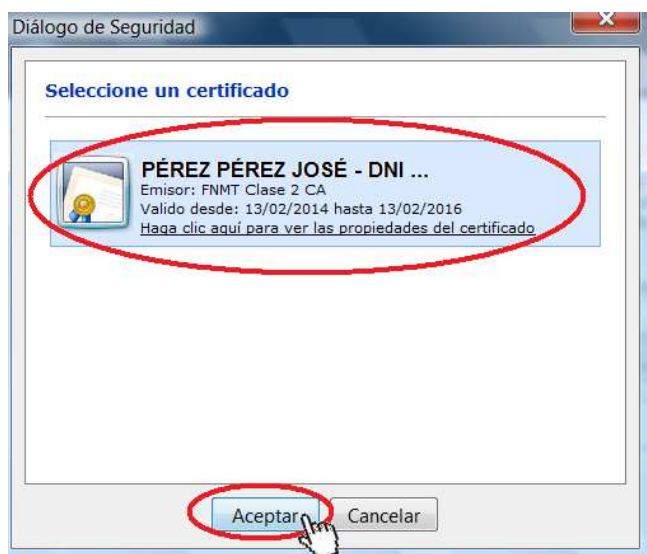 Diálogo de Seguridad
Seleccione un certificado
PÉREZ PÉREZ JOSÉ - DNI ...
Emisor: FNMT Clase 2 CA
Valido desde: 13/02/2014 hasta 13/02/2016
Haga clic aquí para ver las propiedades del certificado
Aceptar Cancelar